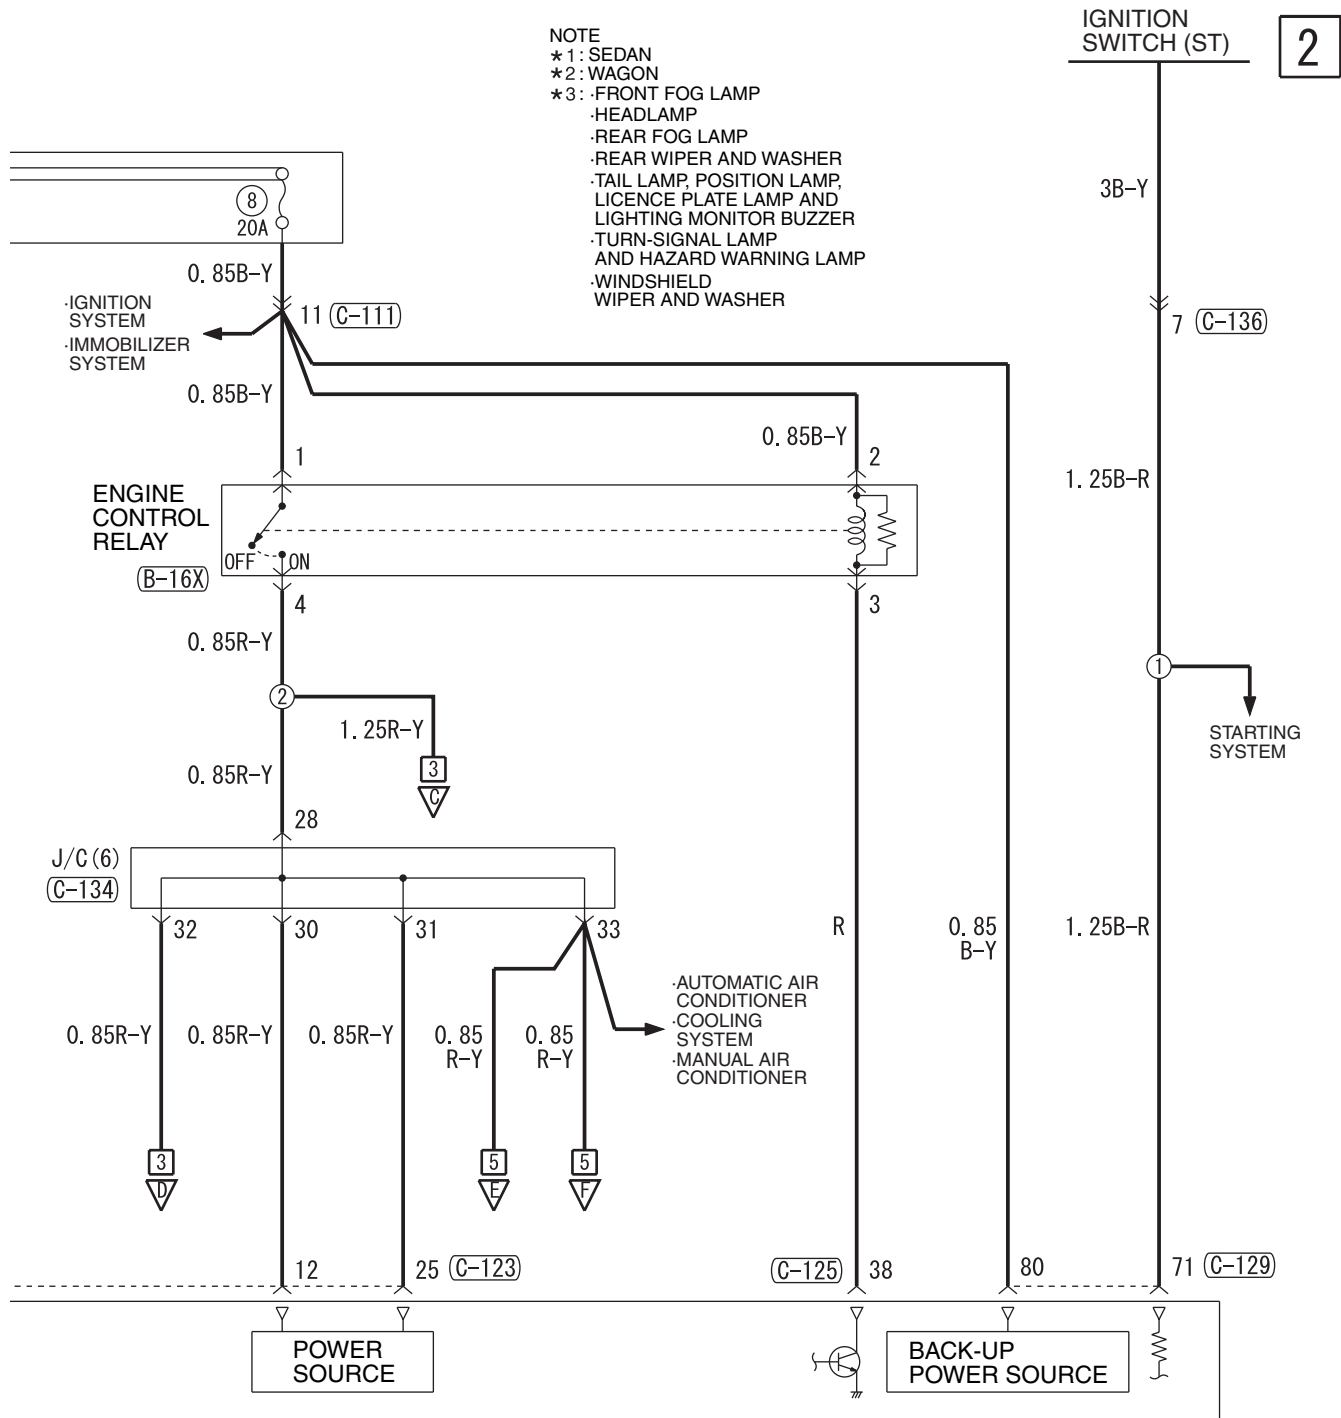 IGNITION
SWITCH (ST)
2
NOTE
*1: SEDAN
*2: WAGON
*3: ·FRONT FOG LAMP
·HEADLAMP
·REAR FOG LAMP
·REAR WIPER AND WASHER
·TAIL LAMP, POSITION LAMP,
LICENCE PLATE LAMP AND
LIGHTING MONITOR BUZZER
·TURN-SIGNAL LAMP
AND HAZARD WARNING LAMP
·WINDSHIELD
WIPER AND WASHER
8
20A
3B-Y
0.85B-Y
·IGNITION
SYSTEM
·IMMOBILIZER
SYSTEM
11 (C-111)
7 (C-136)
0.85B-Y
0.85B-Y
1
2
1.25B-R
ENGINE
CONTROL
RELAY
OFF
ON
(B-16X)
4
3
0.85R-Y
2
1.25R-Y
1
STARTING
SYSTEM
0.85R-Y
3
C
28
J/C(6)
(C-134)
32
30
31
33
R
0.85
B-Y
1.25B-R
·AUTOMATIC AIR
CONDITIONER
·COOLING
SYSTEM
·MANUAL AIR
CONDITIONER
0.85R-Y
0.85R-Y
0.85R-Y
0.85
R-Y
0.85
R-Y
3
D
5
E
5
F
12
25 (C-123)
(C-125) 38
80
71 (C-129)
POWER
SOURCE
BACK-UP
POWER SOURCE